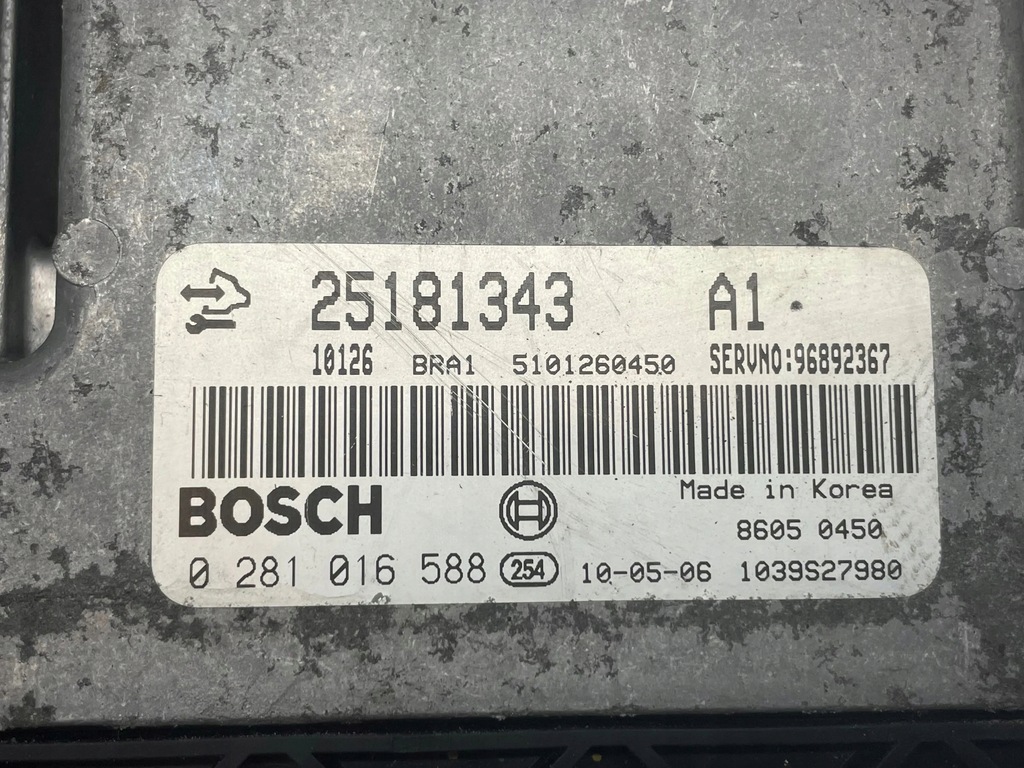 25181343 A1
10126 BRA1 5101260450 SERVNO:96892367
BOSCH
Made in Korea
8605 0450
0 281 016 588 254 10-05-06 1039S27980